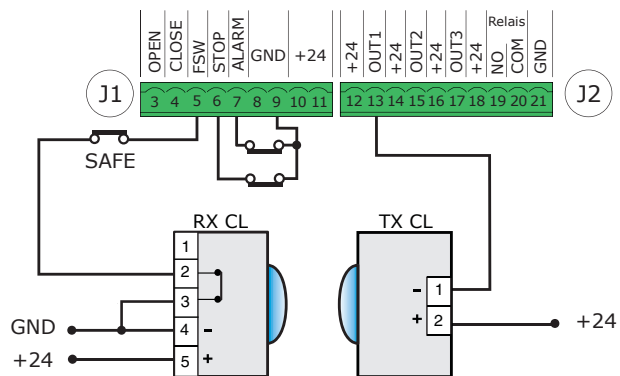 Relais
OPEN CLOSE FSW STOP ALARM GND +24 +24 OUT1 +24 OUT2 +24 OUT3 +24 NO COM GND
J1 3 4 5 6 7 8 9 10 11 12 13 14 15 16 17 18 19 20 21 J2
SAFE
RX CL TX CL
1
2 - 1
3 + 2 +24
GND 4 -
+24 5 +